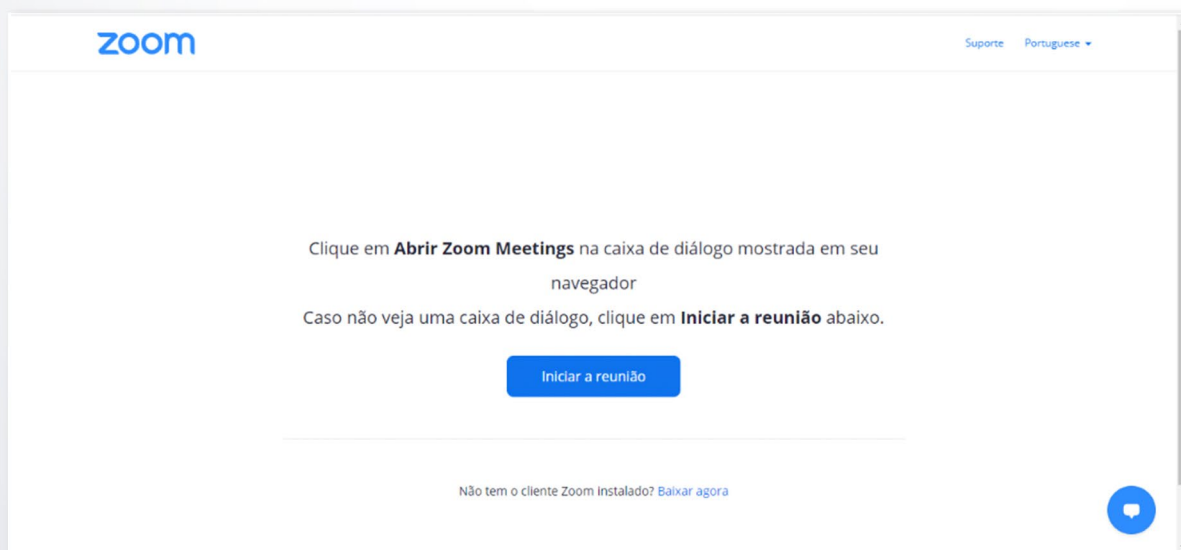 zoom
Suporte Portuguese
Clique em Abrir Zoom Meetings na caixa de diálogo mostrada em seu
navegador
Caso não veja uma caixa de diálogo, clique em Iniciar a reunião abaixo.
Iniciar a reunião
Não tem o cliente Zoom instalado? Baixar agora